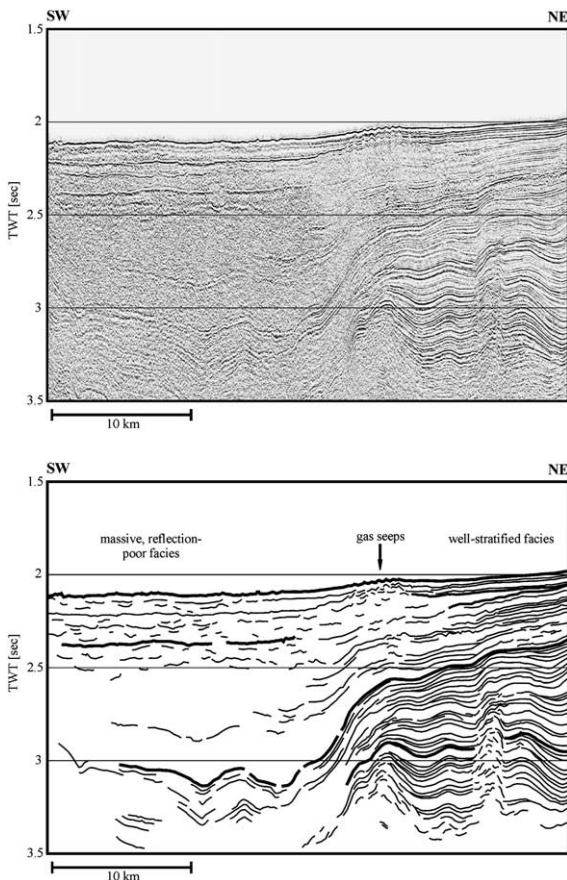 SW NE
1.5
2
2.5
3
3.5
TWT [sec]
10 km
SW NE
1.5
massive, reflection-
poor facies
gas seeps
well-stratified facies
2
2.5
3
3.5
TWT [sec]
10 km